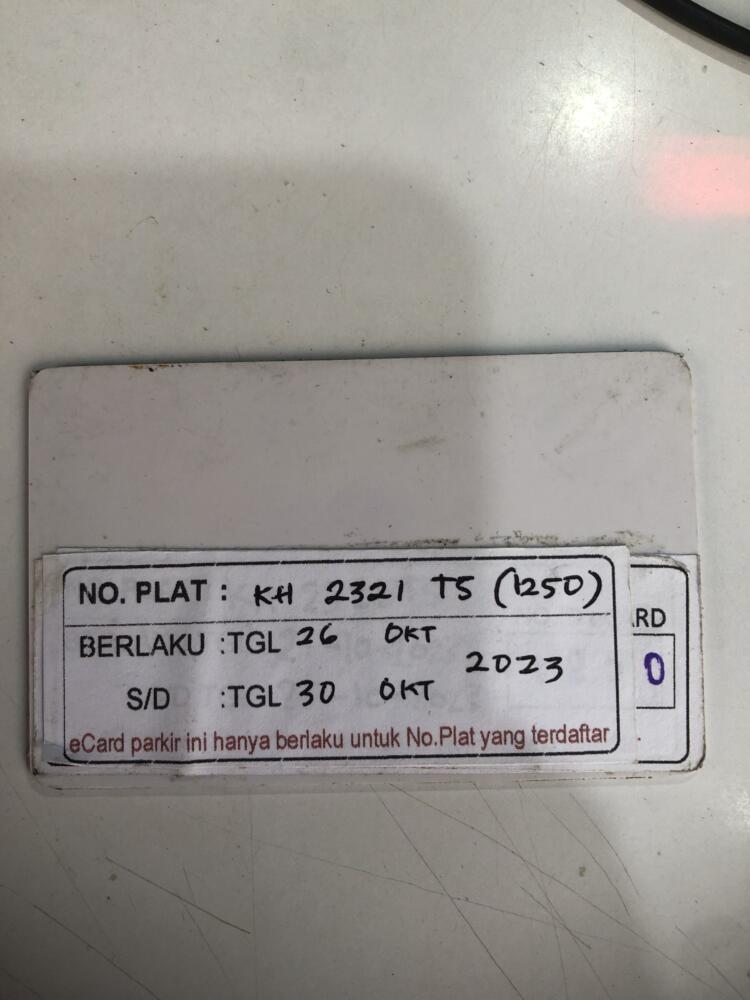 NO. PLAT : KH 2321 TS (1250)
BERLAKU :TGL 26 OKT
2023
S/D :TGL 30 OKT
eCard parkir ini hanya berlaku untuk No.Plat yang terdaftar
RD
0